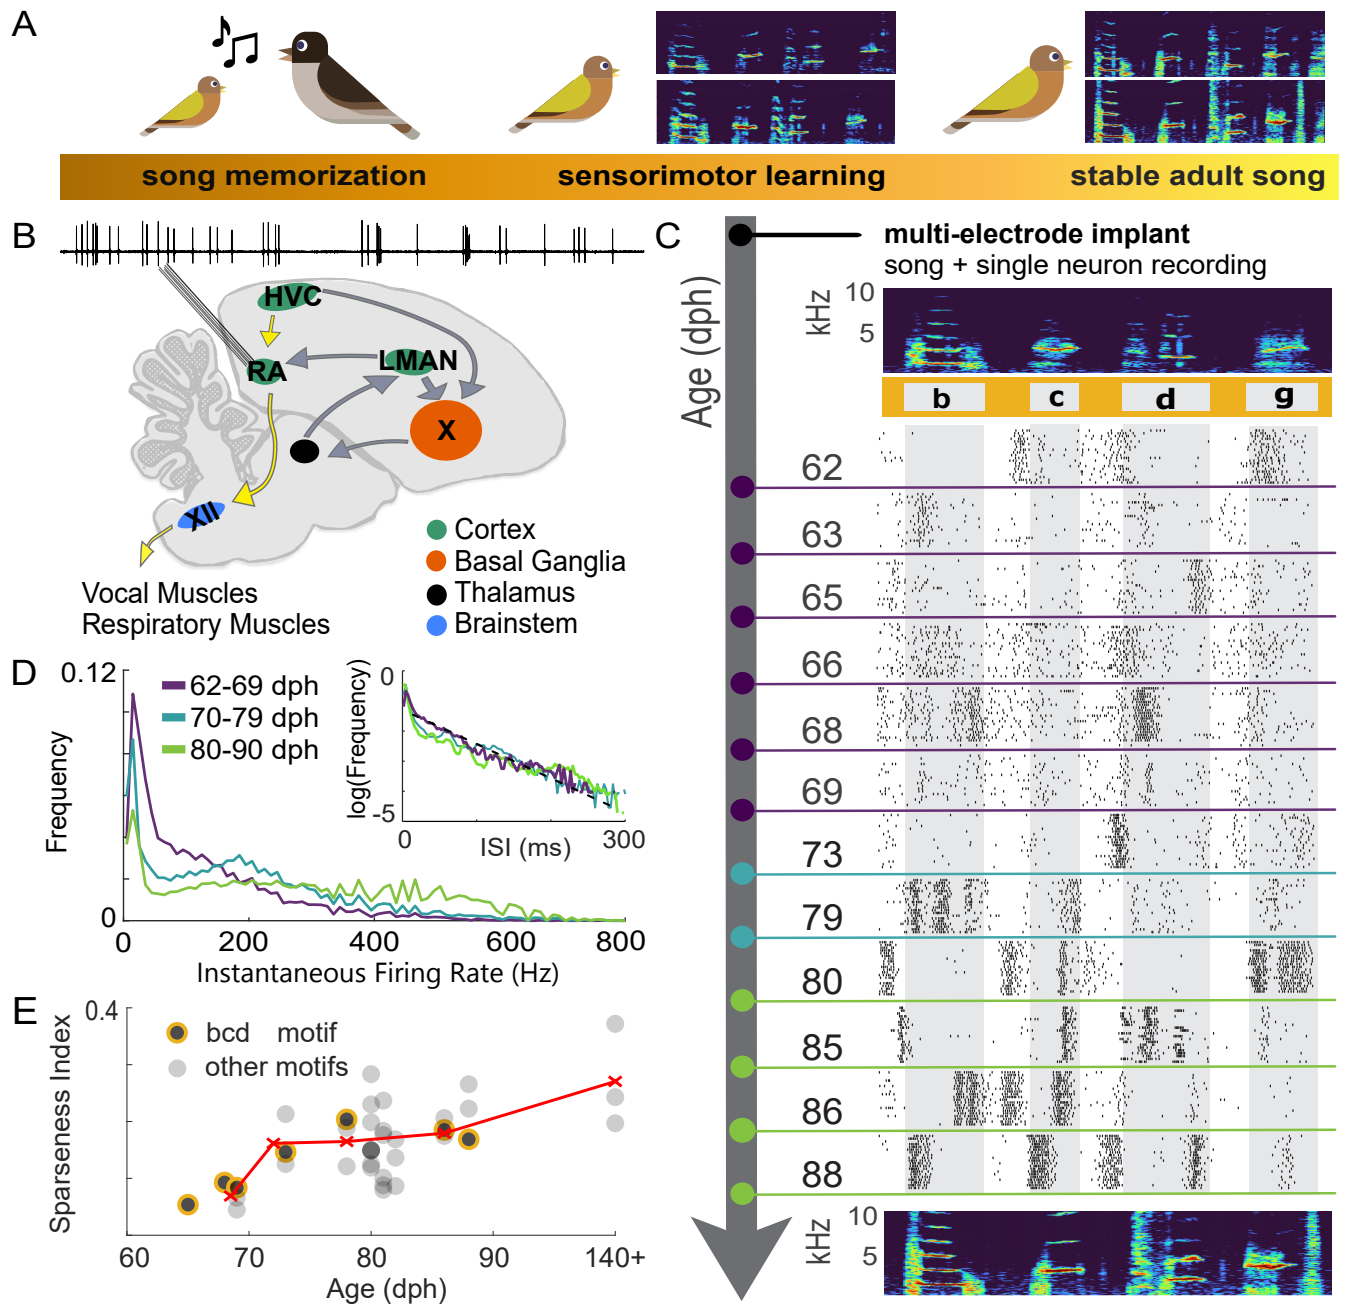 A
song memorization
sensorimotor learning
stable adult song
B
HVC
RA
LMAN
X
XII
Vocal Muscles
Respiratory Muscles
Cortex
Basal Ganglia
Thalamus
Brainstem
C
multi-electrode implant
song + single neuron recording
Age (dph)
kHz
10
5
b c d g
62
63
65
66
68
69
73
79
80
85
86
88
kHz
10
5
D
0.12
Frequency
0
62-69 dph
70-79 dph
80-90 dph
0 200 400 600 800
Instantaneous Firing Rate (Hz)
log(Frequency)
0
-5
0 300
ISI (ms)
E
0.4
Sparseness Index
bcd motif
other motifs
60 70 80 90 140+
Age (dph)